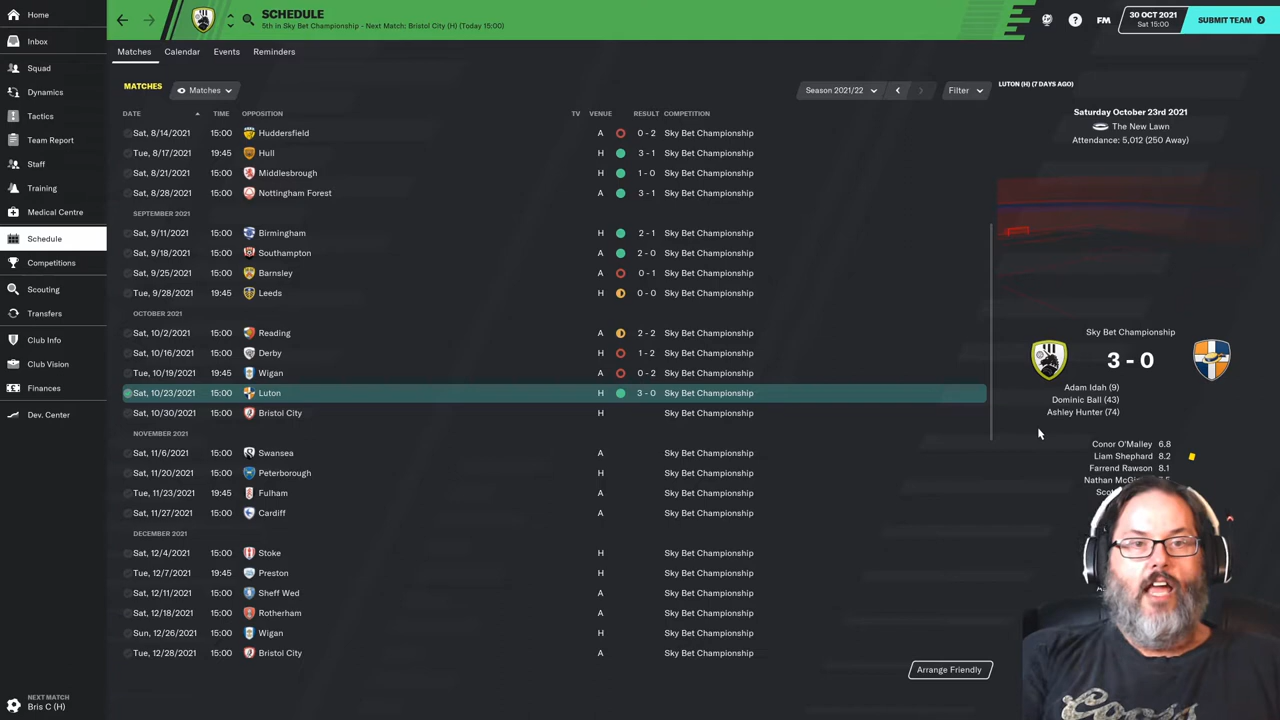 Home
Inbox
Squad
Dynamics
Tactics
Team Report
Staff
Training
Medical Centre
Schedule
Competitions
Scouting
Transfers
Club Info
Club Vision
Finances
Dev. Center
NEXT MATCH
Bris C (H)
SCHEDULE
5th in Sky Bet Championship - Next Match: Bristol City (H) (Today 15:00)
FM
30 OCT 2021
Sat 15:00
SUBMIT TEAM
Matches Calendar Events Reminders
MATCHES Matches Season 2021/22 Filter
DATE TIME OPPOSITION TV VENUE RESULT COMPETITION
Sat, 8/14/2021 15:00 Huddersfield A 0 - 2 Sky Bet Championship
Tue, 8/17/2021 19:45 Hull H 3 - 1 Sky Bet Championship
Sat, 8/21/2021 15:00 Middlesbrough H 1 - 0 Sky Bet Championship
Sat, 8/28/2021 15:00 Nottingham Forest A 3 - 1 Sky Bet Championship
SEPTEMBER 2021
Sat, 9/11/2021 15:00 Birmingham H 2 - 1 Sky Bet Championship
Sat, 9/18/2021 15:00 Southampton A 2 - 0 Sky Bet Championship
Sat, 9/25/2021 15:00 Barnsley A 0 - 1 Sky Bet Championship
Tue, 9/28/2021 19:45 Leeds H 0 - 0 Sky Bet Championship
OCTOBER 2021
Sat, 10/2/2021 15:00 Reading A 2 - 2 Sky Bet Championship
Sat, 10/16/2021 15:00 Derby H 1 - 2 Sky Bet Championship
Tue, 10/19/2021 19:45 Wigan A 0 - 2 Sky Bet Championship
Sat, 10/23/2021 15:00 Luton H 3 - 0 Sky Bet Championship
Sat, 10/30/2021 15:00 Bristol City H Sky Bet Championship
NOVEMBER 2021
Sat, 11/6/2021 15:00 Swansea A Sky Bet Championship
Sat, 11/20/2021 15:00 Peterborough H Sky Bet Championship
Tue, 11/23/2021 19:45 Fulham A Sky Bet Championship
Sat, 11/27/2021 15:00 Cardiff A Sky Bet Championship
DECEMBER 2021
Sat, 12/4/2021 15:00 Stoke H Sky Bet Championship
Tue, 12/7/2021 19:45 Preston H Sky Bet Championship
Sat, 12/11/2021 15:00 Sheff Wed A Sky Bet Championship
Sat, 12/18/2021 15:00 Rotherham A Sky Bet Championship
Sun, 12/26/2021 15:00 Wigan H Sky Bet Championship
Tue, 12/28/2021 15:00 Bristol City A Sky Bet Championship
Arrange Friendly
LUTON (H) (7 DAYS AGO)
Saturday October 23rd 2021
The New Lawn
Attendance: 5,012 (250 Away)
Sky Bet Championship
3 - 0
Adam Idah (9)
Dominic Ball (43)
Ashley Hunter (74)
Conor O'Malley 6.8
Liam Shephard 8.2
Farrend Rawson 8.1
Nathan